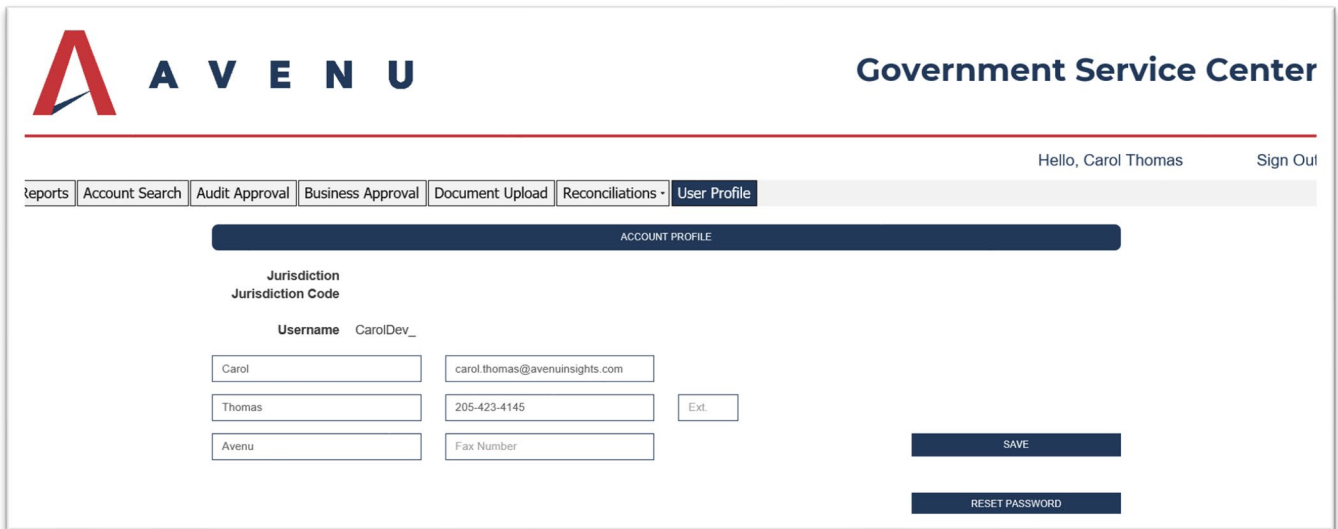 AVENU
Government Service Center
Hello, Carol Thomas Sign Out
Reports Account Search Audit Approval Business Approval Document Upload Reconciliations User Profile
ACCOUNT PROFILE
Jurisdiction
Jurisdiction Code
Username CarolDev_
Carol carol.thomas@avenuinsights.com
Thomas 205-423-4145 Ext.
Avenu Fax Number
SAVE
RESET PASSWORD